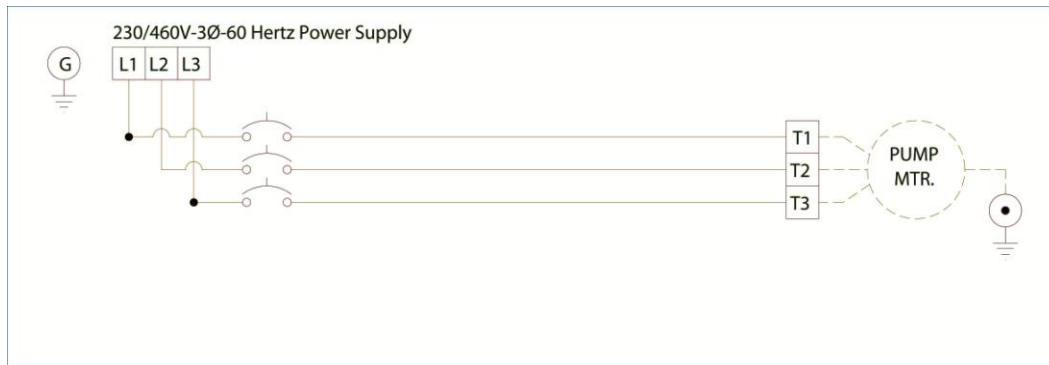 230/460V-3Ø-60 Hertz Power Supply
G
L1 L2 L3
T1
T2
T3
PUMP
MTR.